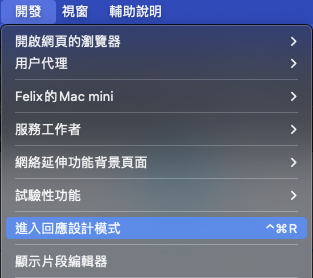 開發 視窗 輔助說明
開啟網頁的瀏覽器
用户代理
Felix的Mac mini
服務工作者
網絡延伸功能背景頁面
試驗性功能
進入回應設計模式 ^⌘R
顯示片段編輯器